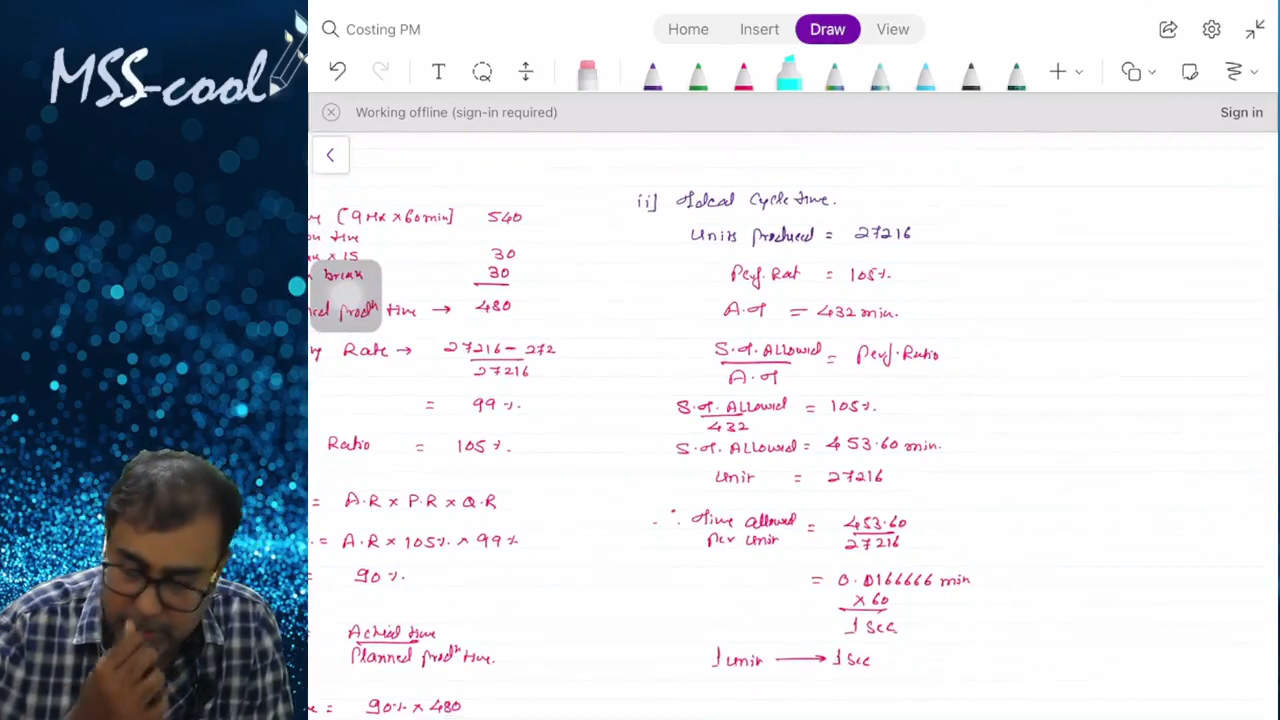 MSS-cool
Costing PM
Home Insert Draw View
Working offline (sign-in required)
Sign in
[9 Hrs x 60 min] 540
x 15 30
break 30
time → 480
Rate → 27216 - 272
27216
= 99 %.
Ratio = 105 %.
= A.R x P.R x Q.R
= A.R x 105% x 99%
= 90 %.
= Actual time
Planned prodn time.
= 90% x 480
ii] Ideal Cycle time.
Units produced = 27216
Perf. Rat = 105%.
A.T = 432 min.
S.T. Allowed = Perf. Ratio
A.T
S.T. Allowed = 105%.
432
S.T. Allowed = 453.60 min.
Unit = 27216
∴ Time allowed = 453.60
per unit 27216
= 0.0166666 min
x 60
1 Sec
1 unit → 1 Sec